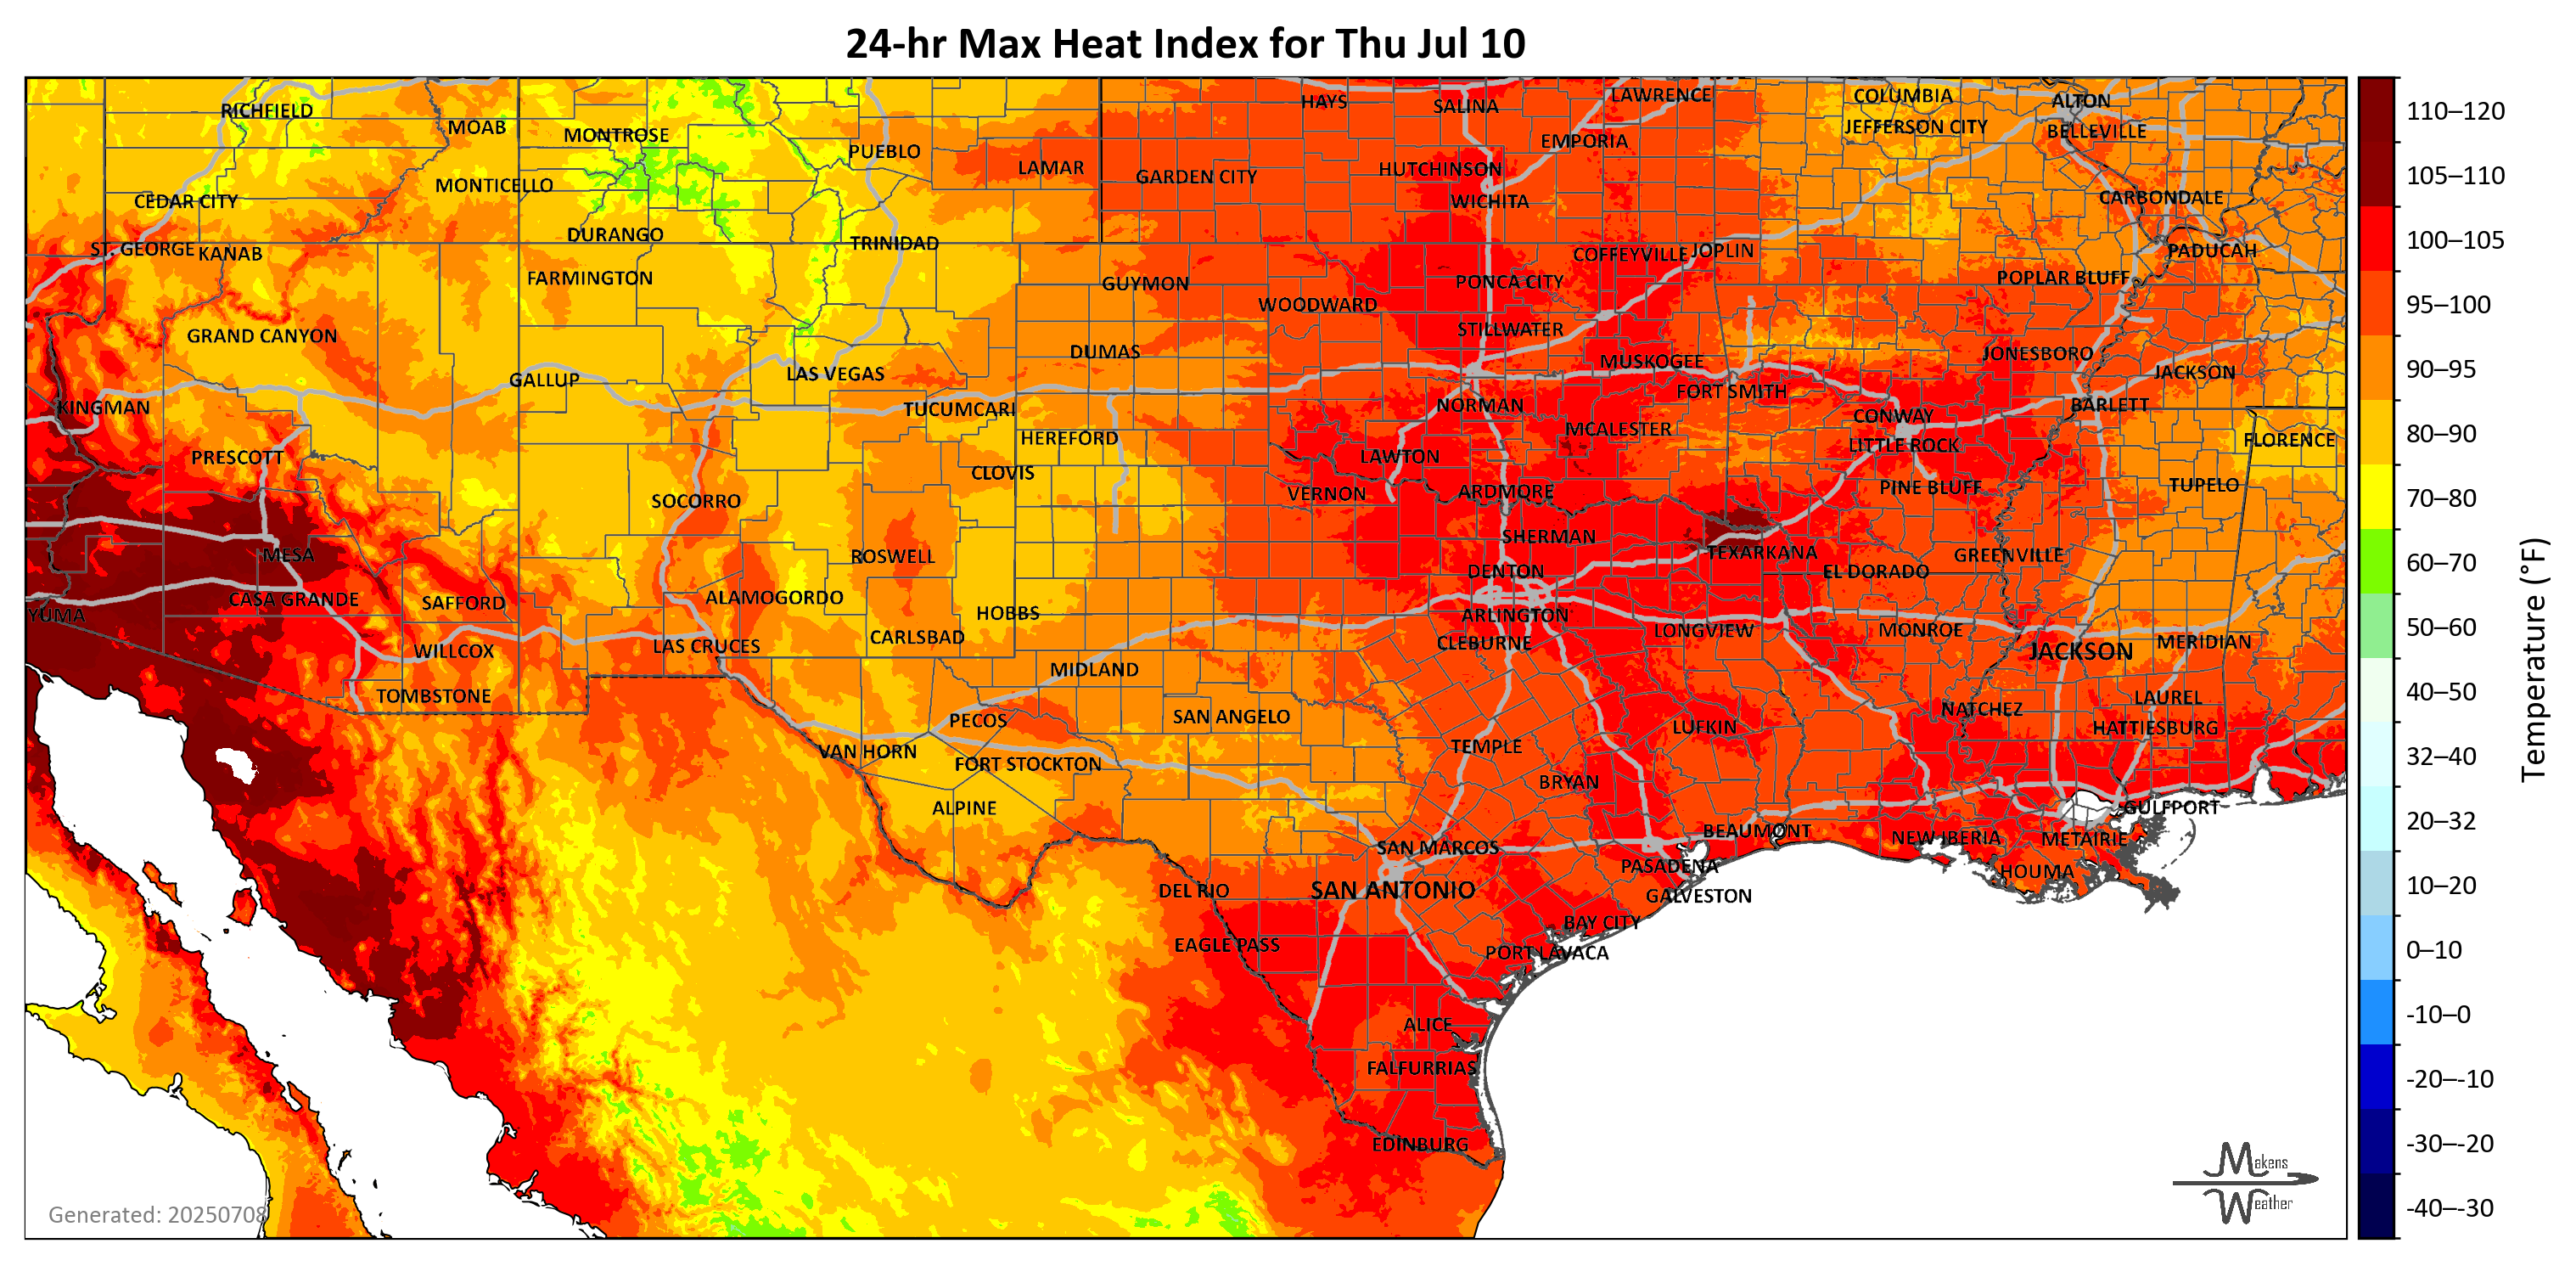 24-hr Max Heat Index for Thu Jul 10
RICHFIELD
MOAB
MONTROSE
PUEBLO
LAMAR
GARDEN CITY
HAYS
SALINA
LAWRENCE
EMPORIA
HUTCHINSON
WICHITA
COLUMBIA
JEFFERSON CITY
ALTON
BELLEVILLE
CARBONDALE
CEDAR CITY
MONTICELLO
DURANGO
TRINIDAD
ST. GEORGE
KANAB
FARMINGTON
GUYMON
WOODWARD
PONCA CITY
COFFEYVILLE
JOPLIN
POPLAR BLUFF
PADUCAH
GRAND CANYON
GALLUP
LAS VEGAS
DUMAS
STILLWATER
MUSKOGEE
FORT SMITH
JONESBORO
JACKSON
KINGMAN
TUCUMCARI
HEREFORD
NORMAN
MCALESTER
CONWAY
LITTLE ROCK
BARLETT
FLORENCE
PRESCOTT
CLOVIS
LAWTON
SOCORRO
VERNON
ARDMORE
PINE BLUFF
TUPELO
MESA
ROSWELL
SHERMAN
TEXARKANA
GREENVILLE
DENTON
EL DORADO
YUMA
CASA GRANDE
SAFFORD
ALAMOGORDO
HOBBS
ARLINGTON
WILLCOX
LAS CRUCES
CARLSBAD
CLEBURNE
LONGVIEW
MONROE
JACKSON
MERIDIAN
TOMBSTONE
MIDLAND
PECOS
SAN ANGELO
LUFKIN
NATCHEZ
LAUREL
HATTIESBURG
VAN HORN
FORT STOCKTON
TEMPLE
BRYAN
ALPINE
GULFPORT
SAN MARCOS
BEAUMONT
NEW IBERIA
METAIRIE
PASADENA
HOUMA
DEL RIO
SAN ANTONIO
GALVESTON
EAGLE PASS
BAY CITY
PORT LAVACA
ALICE
FALFURRIAS
EDINBURG
Generated: 20250708
Makens
Weather
110–120
105–110
100–105
95–100
90–95
80–90
70–80
60–70
50–60
40–50
32–40
20–32
10–20
0–10
-10–0
-20–-10
-30–-20
-40–-30
Temperature (°F)